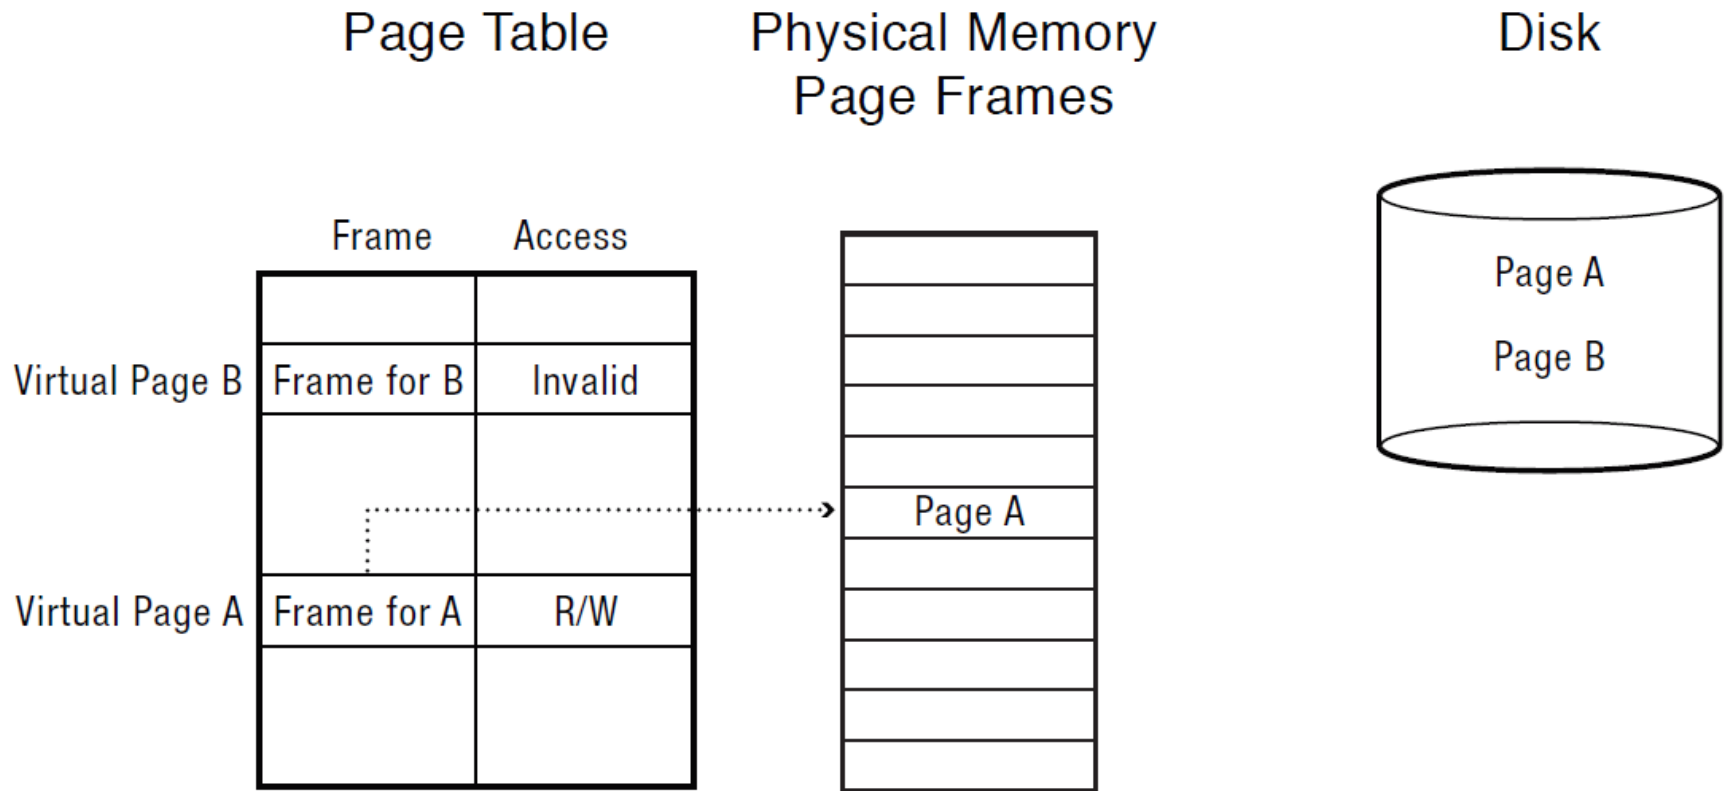 Page Table
Physical Memory
Page Frames
Disk
Frame
Access
Virtual Page B
Frame for B
Invalid
Virtual Page A
Frame for A
R/W
Page A
Page A
Page B